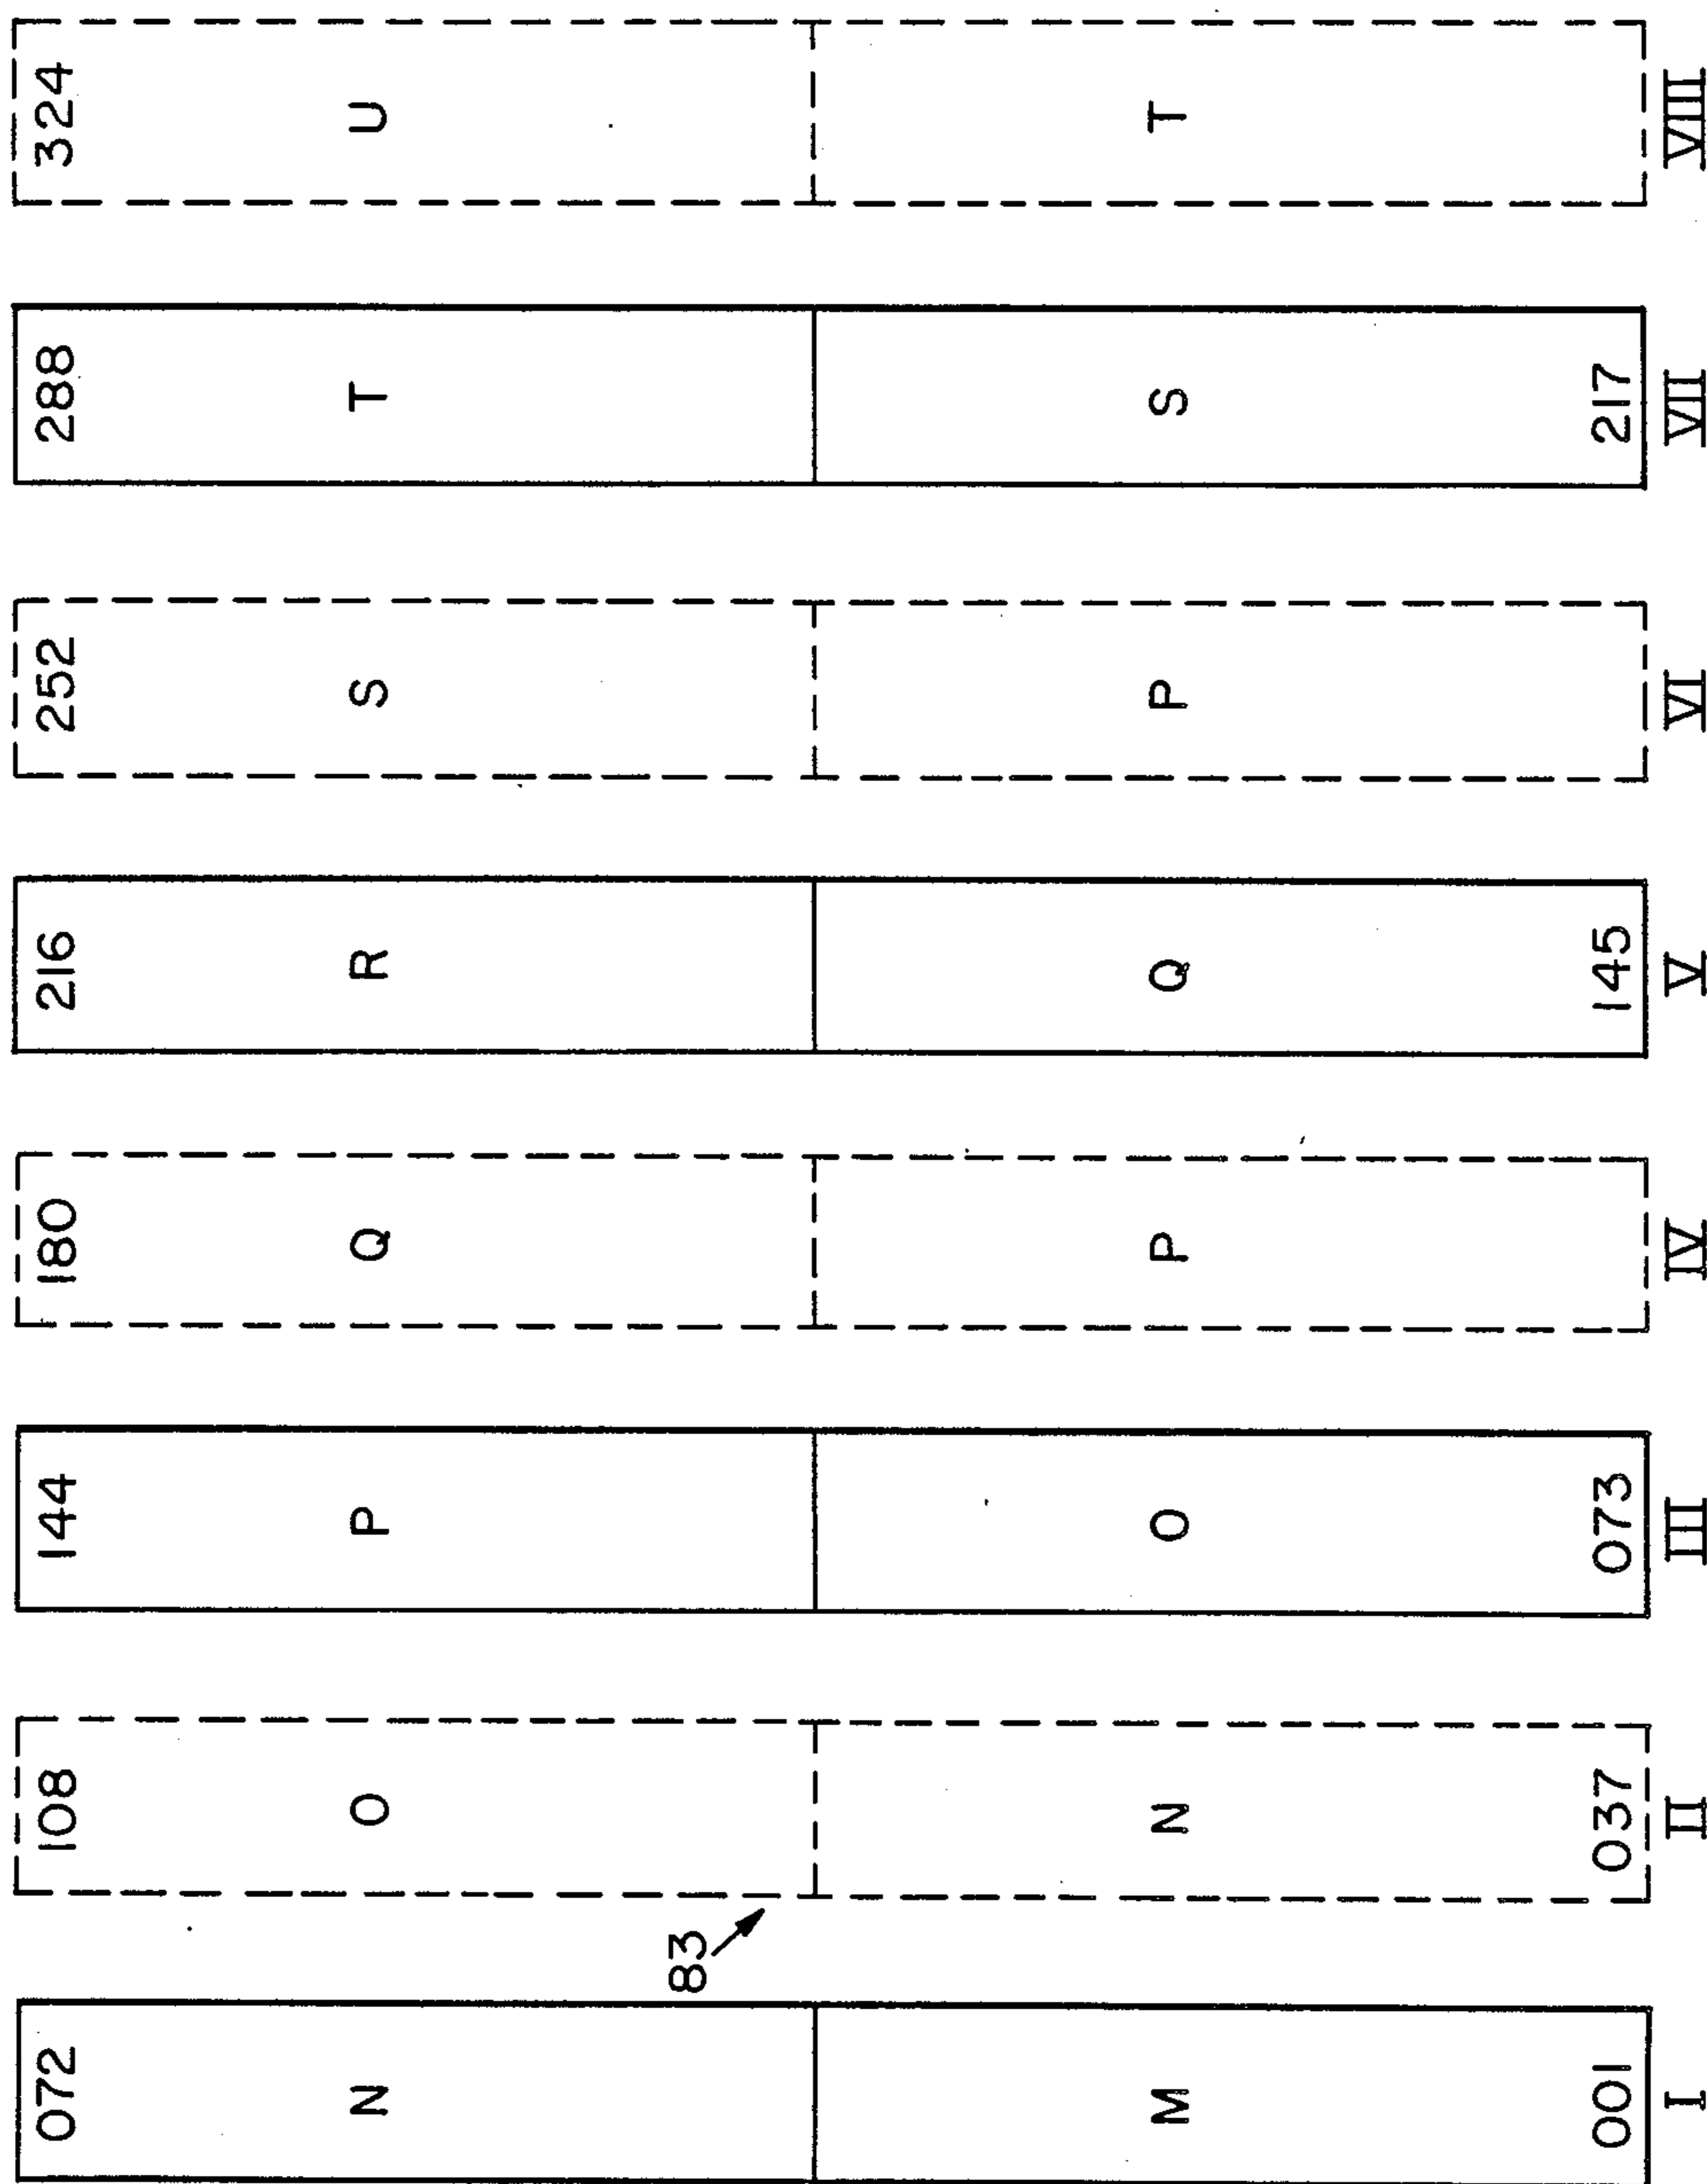 072 108 144 180 216 252 288 324
N O P Q R S T U
83
M N O P Q P S T
001 037 073 145 217
I II III IV V VI VII VIII